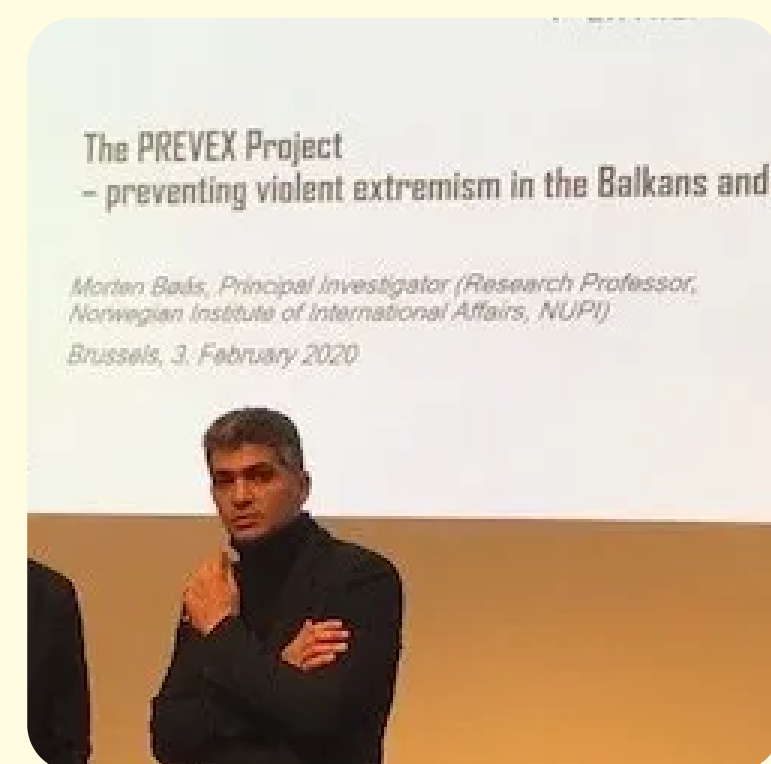 The PREVEX Project
– preventing violent extremism in the Balkans and
Morten Bøås, Principal Investigator (Research Professor,
Norwegian Institute of International Affairs, NUPI)
Brussels, 3. February 2020